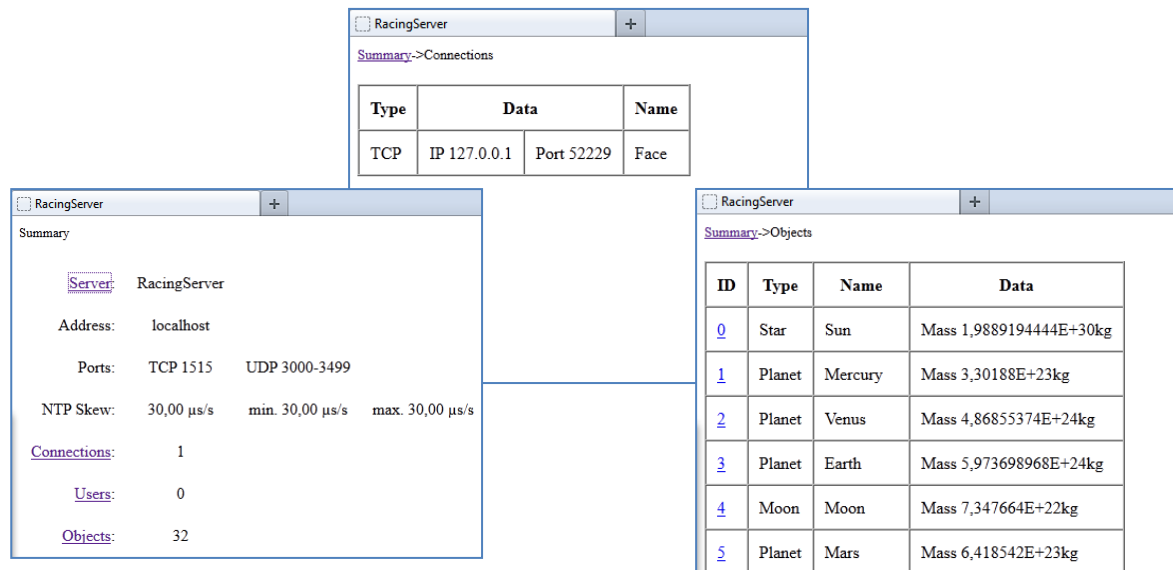 RacingServer
Summary->Connections
Type Data Name
TCP IP 127.0.0.1 Port 52229 Face
RacingServer
Summary
Server: RacingServer
Address: localhost
Ports: TCP 1515 UDP 3000-3499
NTP Skew: 30,00 µs/s min. 30,00 µs/s max. 30,00 µs/s
Connections: 1
Users: 0
Objects: 32
RacingServer
Summary->Objects
ID Type Name Data
0 Star Sun Mass 1,9889194444E+30kg
1 Planet Mercury Mass 3,30188E+23kg
2 Planet Venus Mass 4,86855374E+24kg
3 Planet Earth Mass 5,973698968E+24kg
4 Moon Moon Mass 7,347664E+22kg
5 Planet Mars Mass 6,418542E+23kg